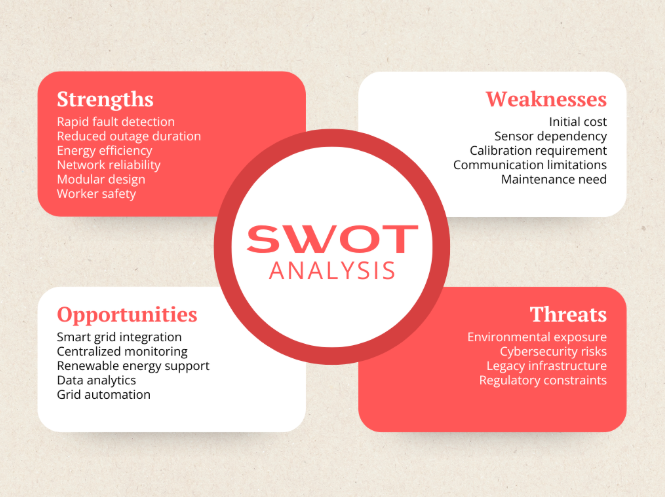 Strengths
Rapid fault detection
Reduced outage duration
Energy efficiency
Network reliability
Modular design
Worker safety
Weaknesses
Initial cost
Sensor dependency
Calibration requirement
Communication limitations
Maintenance need
SWOT
ANALYSIS
Opportunities
Smart grid integration
Centralized monitoring
Renewable energy support
Data analytics
Grid automation
Threats
Environmental exposure
Cybersecurity risks
Legacy infrastructure
Regulatory constraints